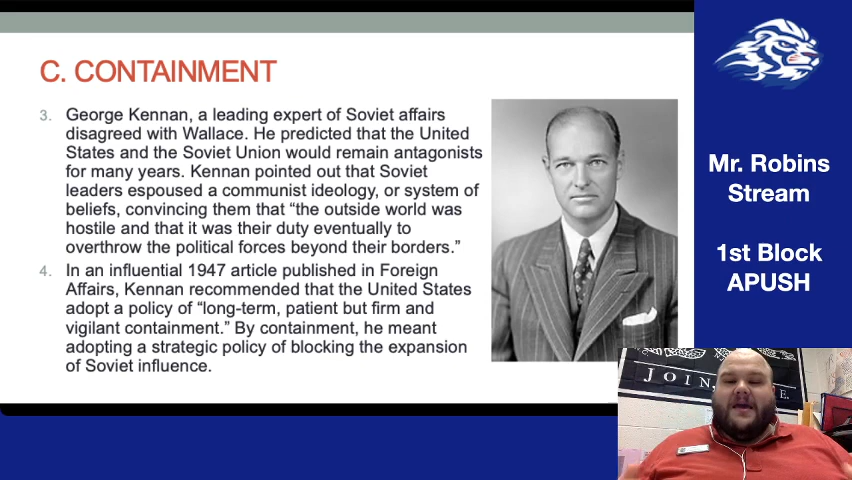 C. CONTAINMENT
3. George Kennan, a leading expert of Soviet affairs
disagreed with Wallace. He predicted that the United
States and the Soviet Union would remain antagonists
for many years. Kennan pointed out that Soviet
leaders espoused a communist ideology, or system of
beliefs, convincing them that “the outside world was
hostile and that it was their duty eventually to
overthrow the political forces beyond their borders.”
4. In an influential 1947 article published in Foreign
Affairs, Kennan recommended that the United States
adopt a policy of “long-term, patient but firm and
vigilant containment.” By containment, he meant
adopting a strategic policy of blocking the expansion
of Soviet influence.
Mr. Robins
Stream
1st Block
APUSH
JOIN,